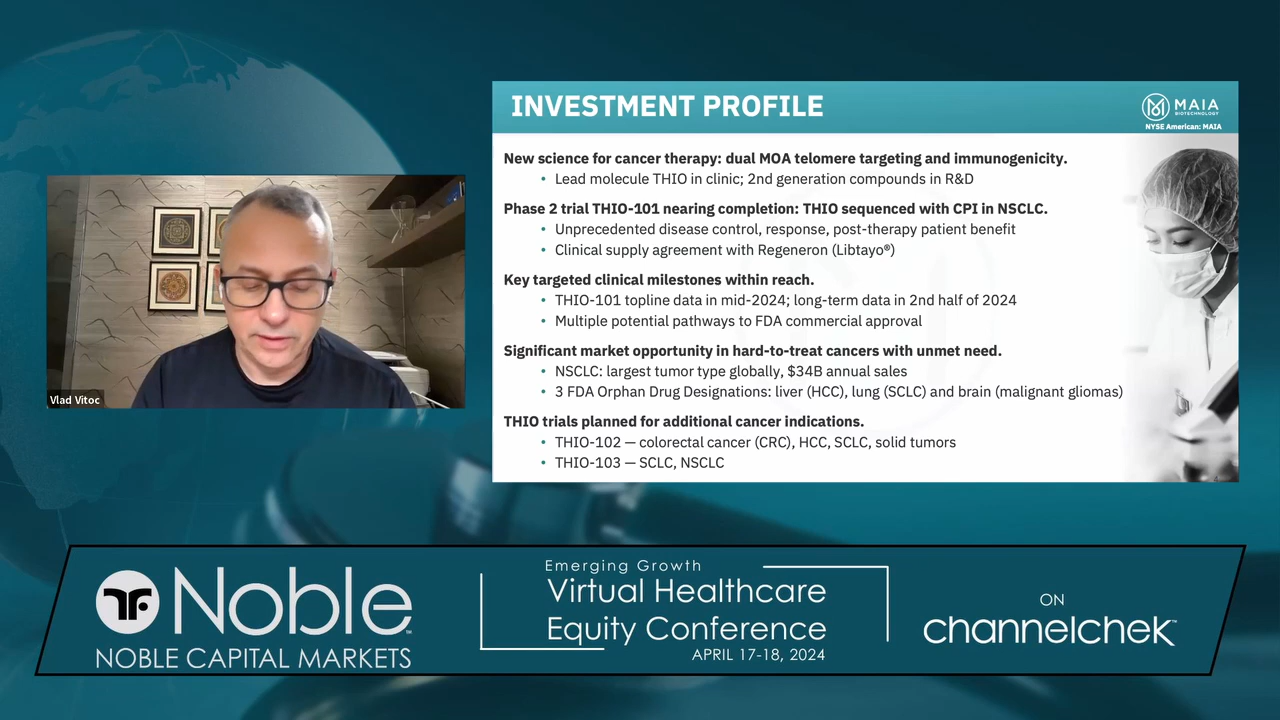 INVESTMENT PROFILE
MAIA
BIOTECHNOLOGY
NYSE American: MAIA
New science for cancer therapy: dual MOA telomere targeting and immunogenicity.
• Lead molecule THIO in clinic; 2nd generation compounds in R&D
Phase 2 trial THIO-101 nearing completion: THIO sequenced with CPI in NSCLC.
• Unprecedented disease control, response, post-therapy patient benefit
• Clinical supply agreement with Regeneron (Libtayo®)
Key targeted clinical milestones within reach.
• THIO-101 topline data in mid-2024; long-term data in 2nd half of 2024
• Multiple potential pathways to FDA commercial approval
Significant market opportunity in hard-to-treat cancers with unmet need.
• NSCLC: largest tumor type globally, $34B annual sales
• 3 FDA Orphan Drug Designations: liver (HCC), lung (SCLC) and brain (malignant gliomas)
THIO trials planned for additional cancer indications.
• THIO-102 — colorectal cancer (CRC), HCC, SCLC, solid tumors
• THIO-103 — SCLC, NSCLC
Vlad Vitoc
Noble™
NOBLE CAPITAL MARKETS
Emerging Growth
Virtual Healthcare
Equity Conference
APRIL 17-18, 2024
ON
channelchek™